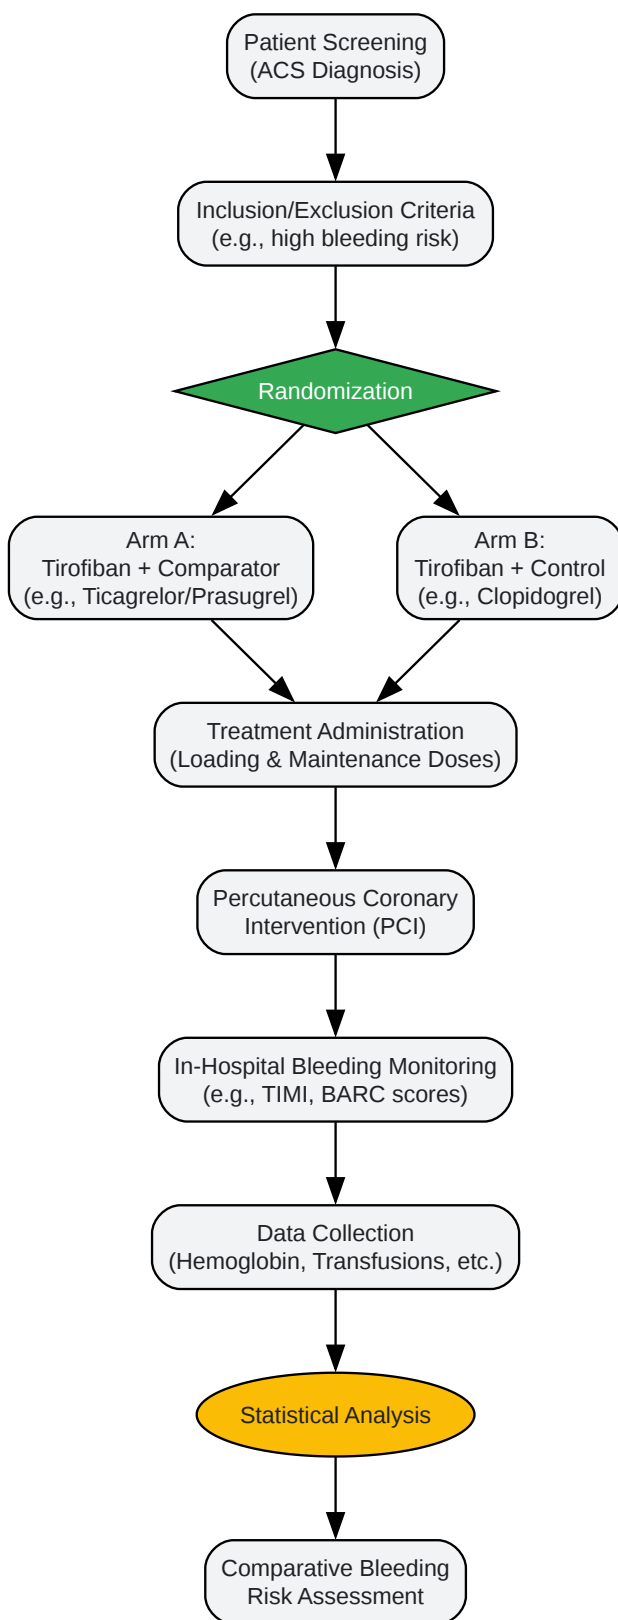 Patient Screening
(ACS Diagnosis)
Inclusion/Exclusion Criteria
(e.g., high bleeding risk)
Randomization
Arm A:
Tirofiban + Comparator
(e.g., Ticagrelor/Prasugrel)
Arm B:
Tirofiban + Control
(e.g., Clopidogrel)
Treatment Administration
(Loading & Maintenance Doses)
Percutaneous Coronary
Intervention (PCI)
In-Hospital Bleeding Monitoring
(e.g., TIMI, BARC scores)
Data Collection
(Hemoglobin, Transfusions, etc.)
Statistical Analysis
Comparative Bleeding
Risk Assessment